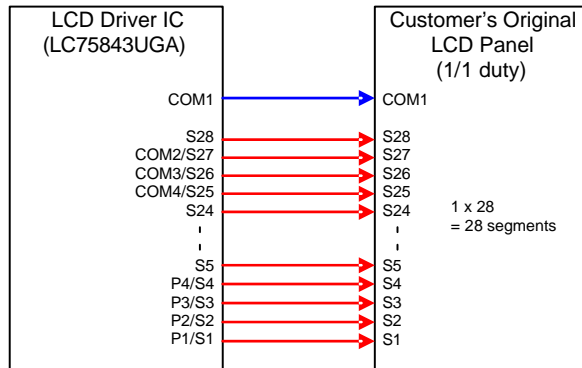 LCD Driver IC
(LC75843UGA)
Customer's Original
LCD Panel
(1/1 duty)
COM1
COM1
S28
S28
COM2/S27
S27
COM3/S26
S26
COM4/S25
S25
S24
S24
1 x 28
= 28 segments
S5
S5
P4/S4
S4
P3/S3
S3
P2/S2
S2
P1/S1
S1